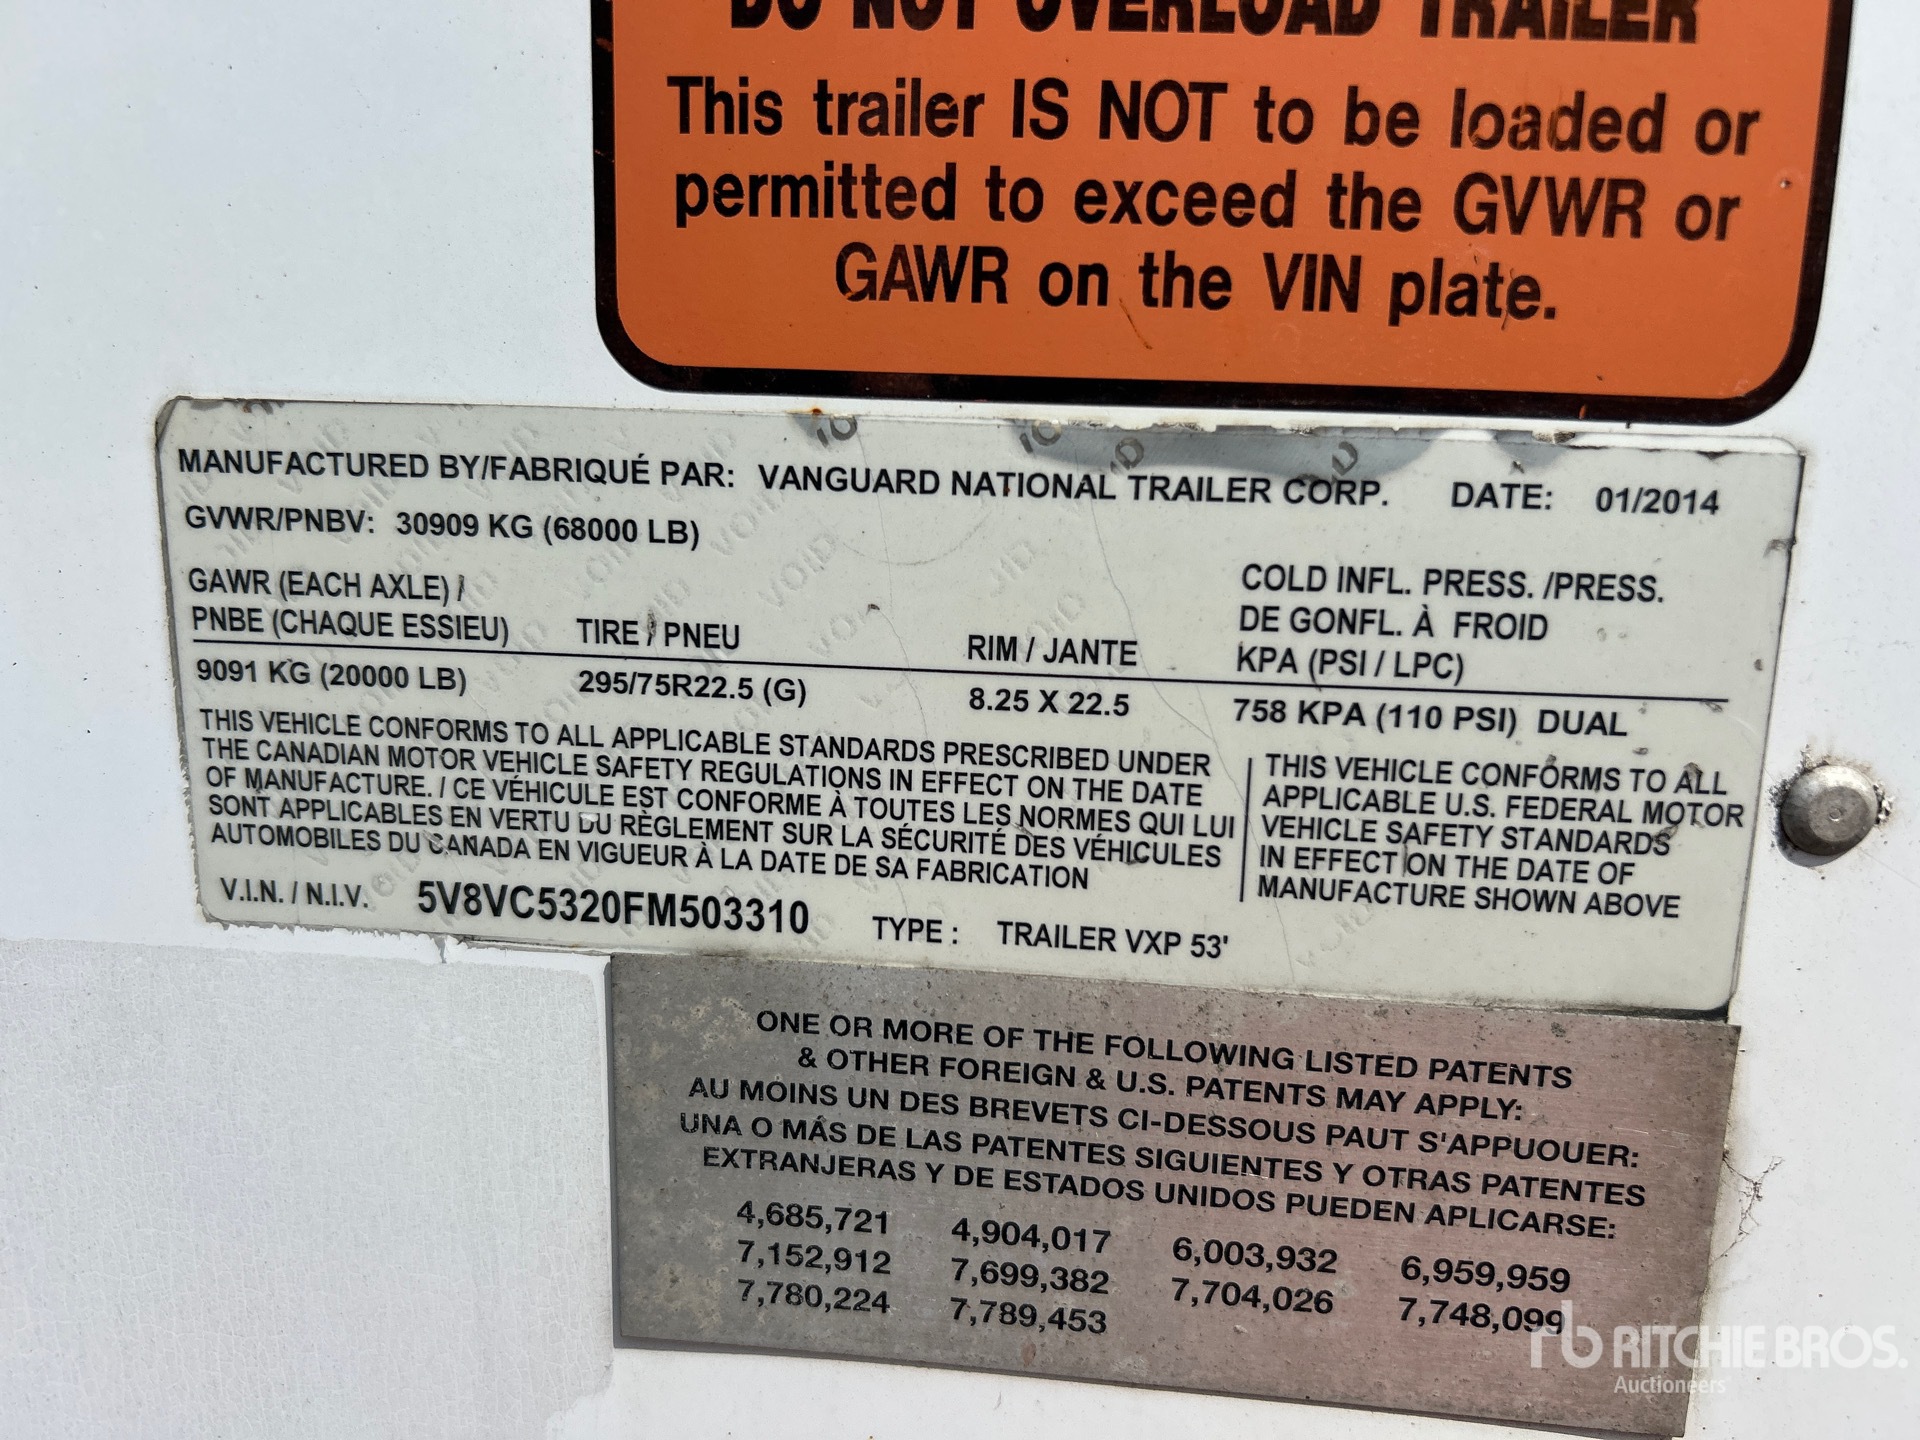 DO NOT OVERLOAD TRAILER
This trailer IS NOT to be loaded or
permitted to exceed the GVWR or
GAWR on the VIN plate.
MANUFACTURED BY/FABRIQUÉ PAR: VANGUARD NATIONAL TRAILER CORP. DATE: 01/2014
GVWR/PNBV: 30909 KG (68000 LB)
GAWR (EACH AXLE) /
PNBE (CHAQUE ESSIEU) TIRE / PNEU RIM / JANTE
COLD INFL. PRESS. /PRESS.
DE GONFL. À FROID
KPA (PSI / LPC)
9091 KG (20000 LB) 295/75R22.5 (G) 8.25 X 22.5 758 KPA (110 PSI) DUAL
THIS VEHICLE CONFORMS TO ALL APPLICABLE STANDARDS PRESCRIBED UNDER
THE CANADIAN MOTOR VEHICLE SAFETY REGULATIONS IN EFFECT ON THE DATE
OF MANUFACTURE. / CE VÉHICULE EST CONFORME À TOUTES LES NORMES QUI LUI
SONT APPLICABLES EN VERTU DU RÈGLEMENT SUR LA SÉCURITÉ DES VÉHICULES
AUTOMOBILES DU CANADA EN VIGUEUR À LA DATE DE SA FABRICATION
THIS VEHICLE CONFORMS TO ALL
APPLICABLE U.S. FEDERAL MOTOR
VEHICLE SAFETY STANDARDS
IN EFFECT ON THE DATE OF
MANUFACTURE SHOWN ABOVE
V.I.N. / N.I.V. 5V8VC5320FM503310 TYPE : TRAILER VXP 53'
ONE OR MORE OF THE FOLLOWING LISTED PATENTS
& OTHER FOREIGN & U.S. PATENTS MAY APPLY:
AU MOINS UN DES BREVETS CI-DESSOUS PAUT S'APPUOUER:
UNA O MÁS DE LAS PATENTES SIGUIENTES Y OTRAS PATENTES
EXTRANJERAS Y DE ESTADOS UNIDOS PUEDEN APLICARSE:
4,685,721 4,904,017 6,003,932 6,959,959
7,152,912 7,699,382 7,704,026 7,748,099
7,780,224 7,789,453
rb RITCHIE BROS.
Auctioneers